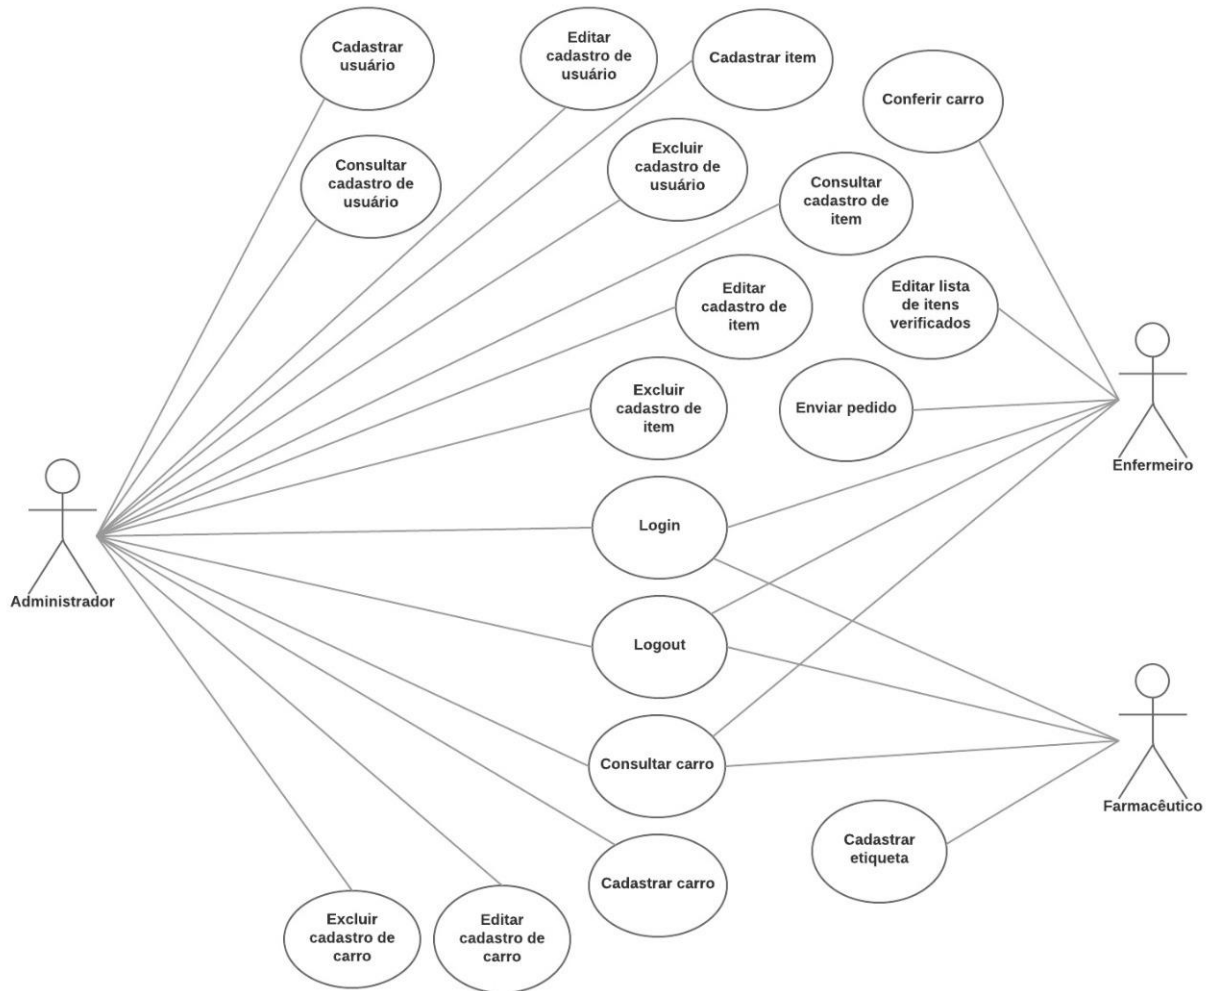 Cadastrar
usuário
Editar
cadastro de
usuário
Cadastrar item
Conferir carro
Consultar
cadastro de
usuário
Excluir
cadastro de
usuário
Consultar
cadastro de
item
Editar
cadastro de
item
Editar lista
de itens
verificados
Excluir
cadastro de
item
Enviar pedido
Enfermeiro
Login
Administrador
Logout
Consultar carro
Farmacêutico
Cadastrar
etiqueta
Cadastrar carro
Excluir
cadastro de
carro
Editar
cadastro de
carro